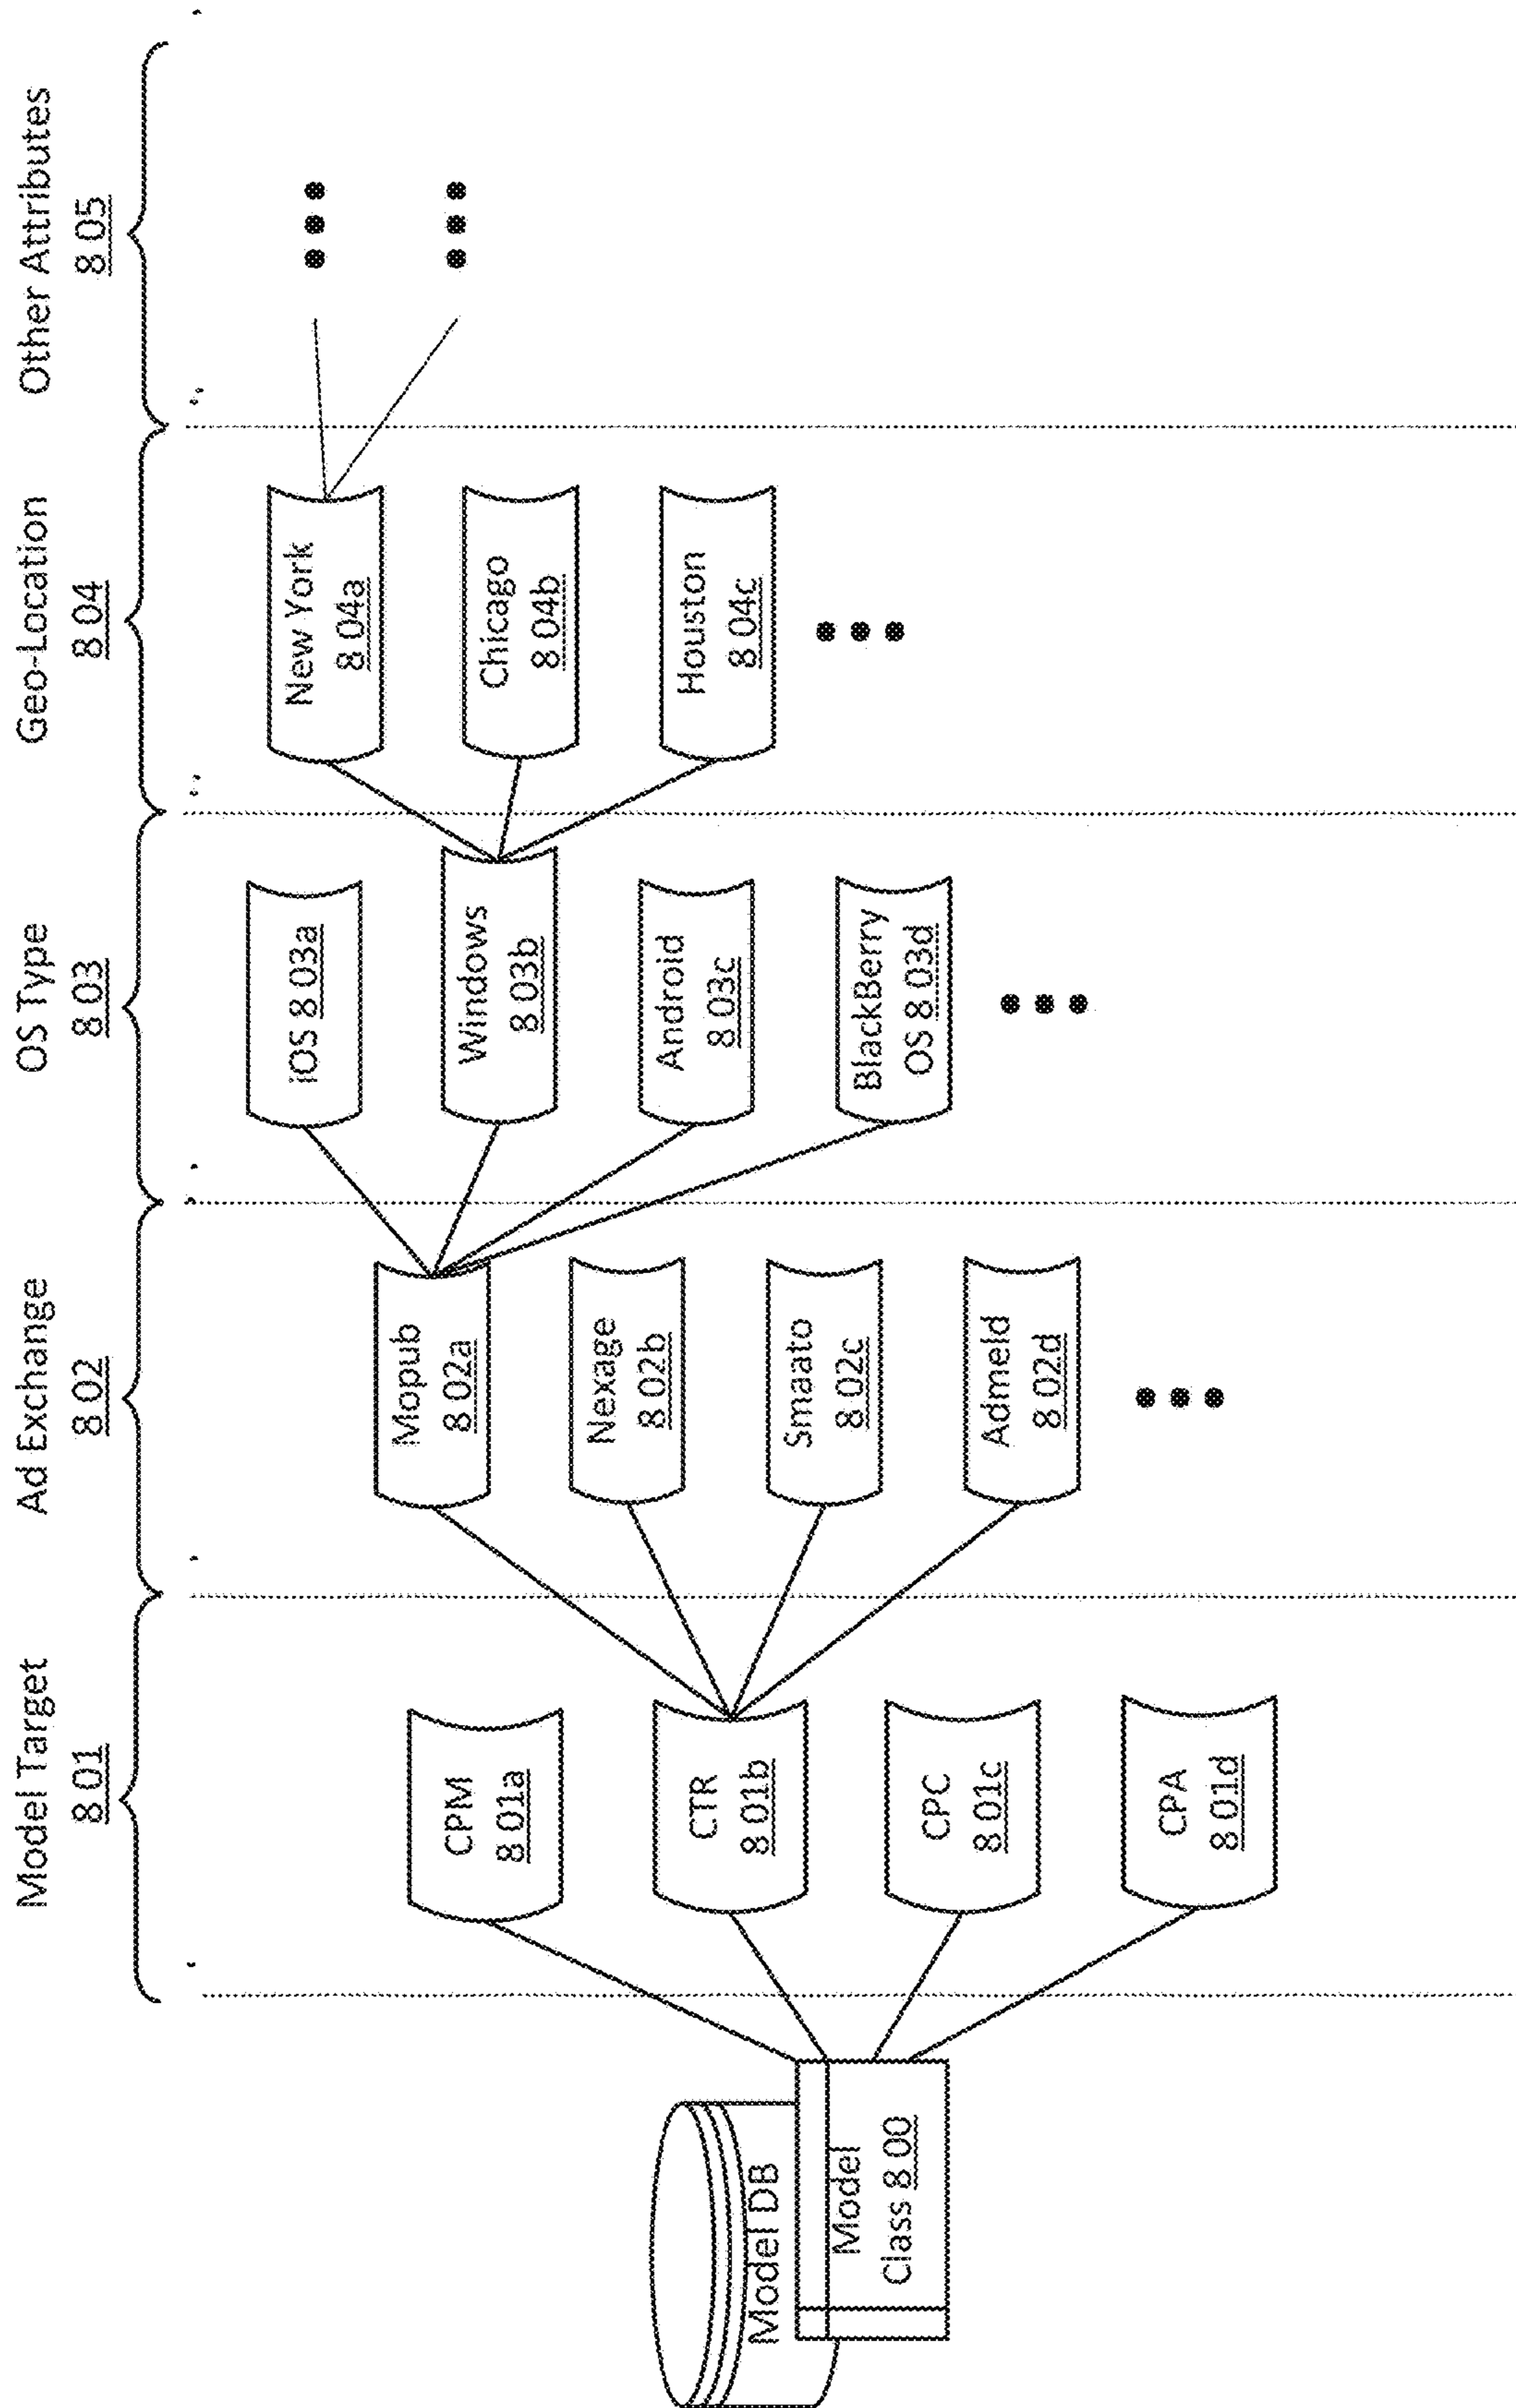 Model Target
8 01
Ad Exchange
8 02
OS Type
8 03
Geo-Location
8 04
Other Attributes
8 05
Model DB
Model
Class 8 00
CPM
8 01a
CTR
8 01b
CPC
8 01c
CPA
8 01d
Mopub
8 02a
Nexage
8 02b
Smaato
8 02c
Admeld
8 02d
iOS 8 03a
Windows
8 03b
Android
8 03c
BlackBerry
OS 8 03d
New York
8 04a
Chicago
8 04b
Houston
8 04c